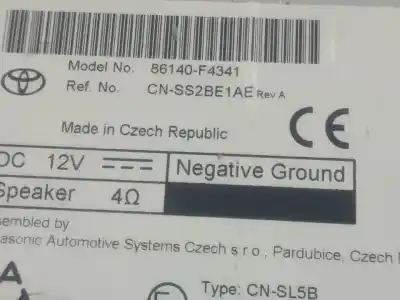 Model No. 86140-F4341
Ref. No. CN-SS2BE1AE Rev A
CE
Made in Czech Republic
DC 12V Negative Ground
Speaker 4Ω
sembled by
asonic Automotive Systems Czech s r o , Pardubice, Czech
Type: CN-SL5B